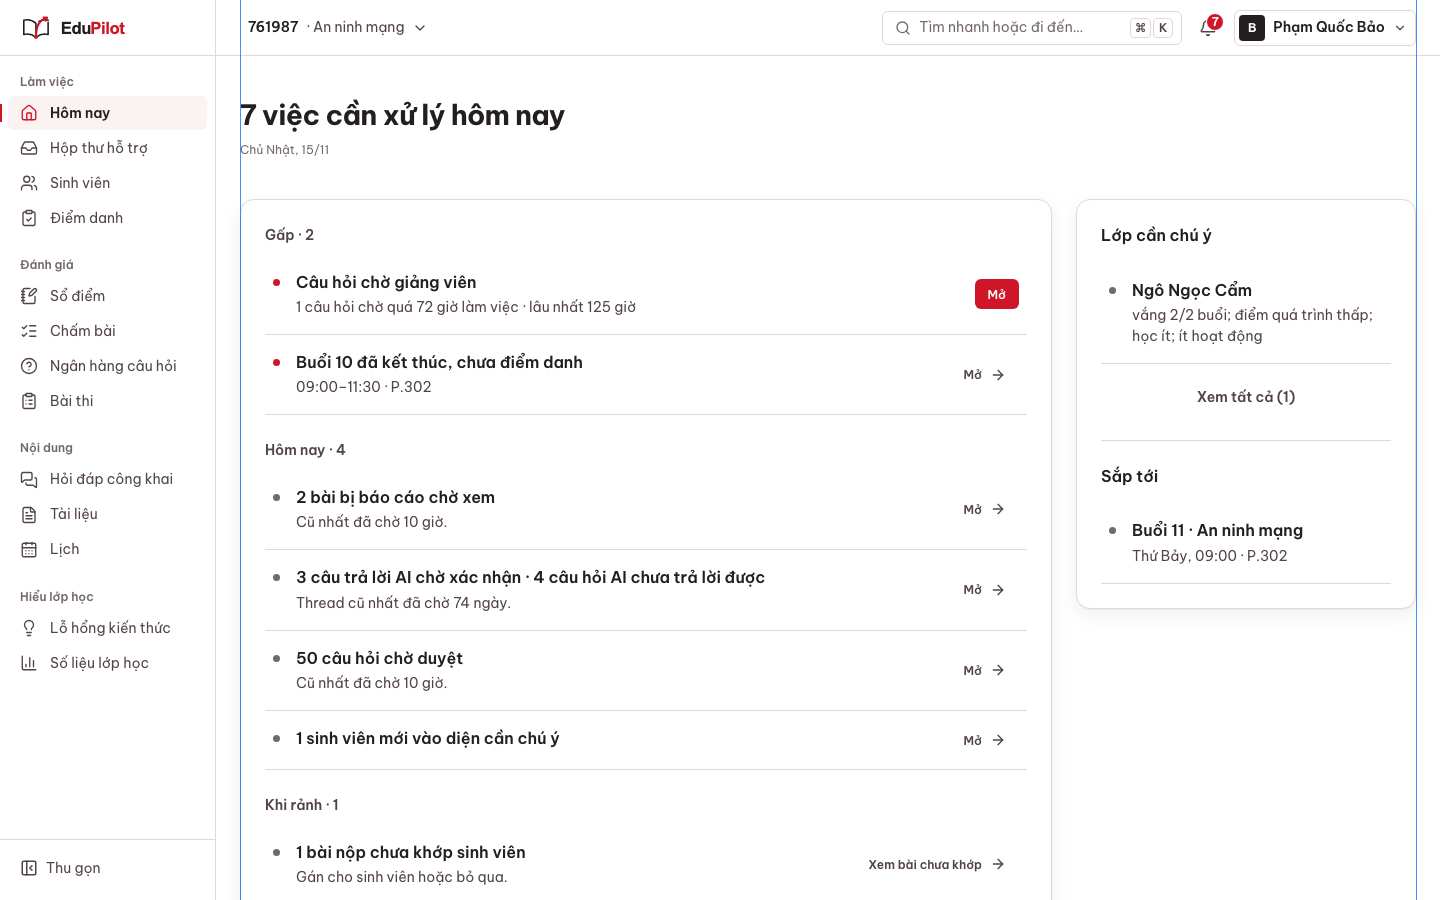 EduPilot
761987 · An ninh mạng
Tìm nhanh hoặc đi đến...
⌘ K
7
B
Phạm Quốc Bảo
Làm việc
Hôm nay
Hộp thư hỗ trợ
Sinh viên
Điểm danh
Đánh giá
Sổ điểm
Chấm bài
Ngân hàng câu hỏi
Bài thi
Nội dung
Hỏi đáp công khai
Tài liệu
Lịch
Hiểu lớp học
Lỗ hổng kiến thức
Số liệu lớp học
Thu gọn
7 việc cần xử lý hôm nay
Chủ Nhật, 15/11
Gấp · 2
Câu hỏi chờ giảng viên
1 câu hỏi chờ quá 72 giờ làm việc · lâu nhất 125 giờ
Mở
Buổi 10 đã kết thúc, chưa điểm danh
09:00–11:30 · P.302
Mở
Hôm nay · 4
2 bài bị báo cáo chờ xem
Cũ nhất đã chờ 10 giờ.
Mở
3 câu trả lời AI chờ xác nhận · 4 câu hỏi AI chưa trả lời được
Thread cũ nhất đã chờ 74 ngày.
Mở
50 câu hỏi chờ duyệt
Cũ nhất đã chờ 10 giờ.
Mở
1 sinh viên mới vào diện cần chú ý
Mở
Khi rảnh · 1
1 bài nộp chưa khớp sinh viên
Gán cho sinh viên hoặc bỏ qua.
Xem bài chưa khớp
Lớp cần chú ý
Ngô Ngọc Cẩm
vắng 2/2 buổi; điểm quá trình thấp;
học ít; ít hoạt động
Xem tất cả (1)
Sắp tới
Buổi 11 · An ninh mạng
Thứ Bảy, 09:00 · P.302